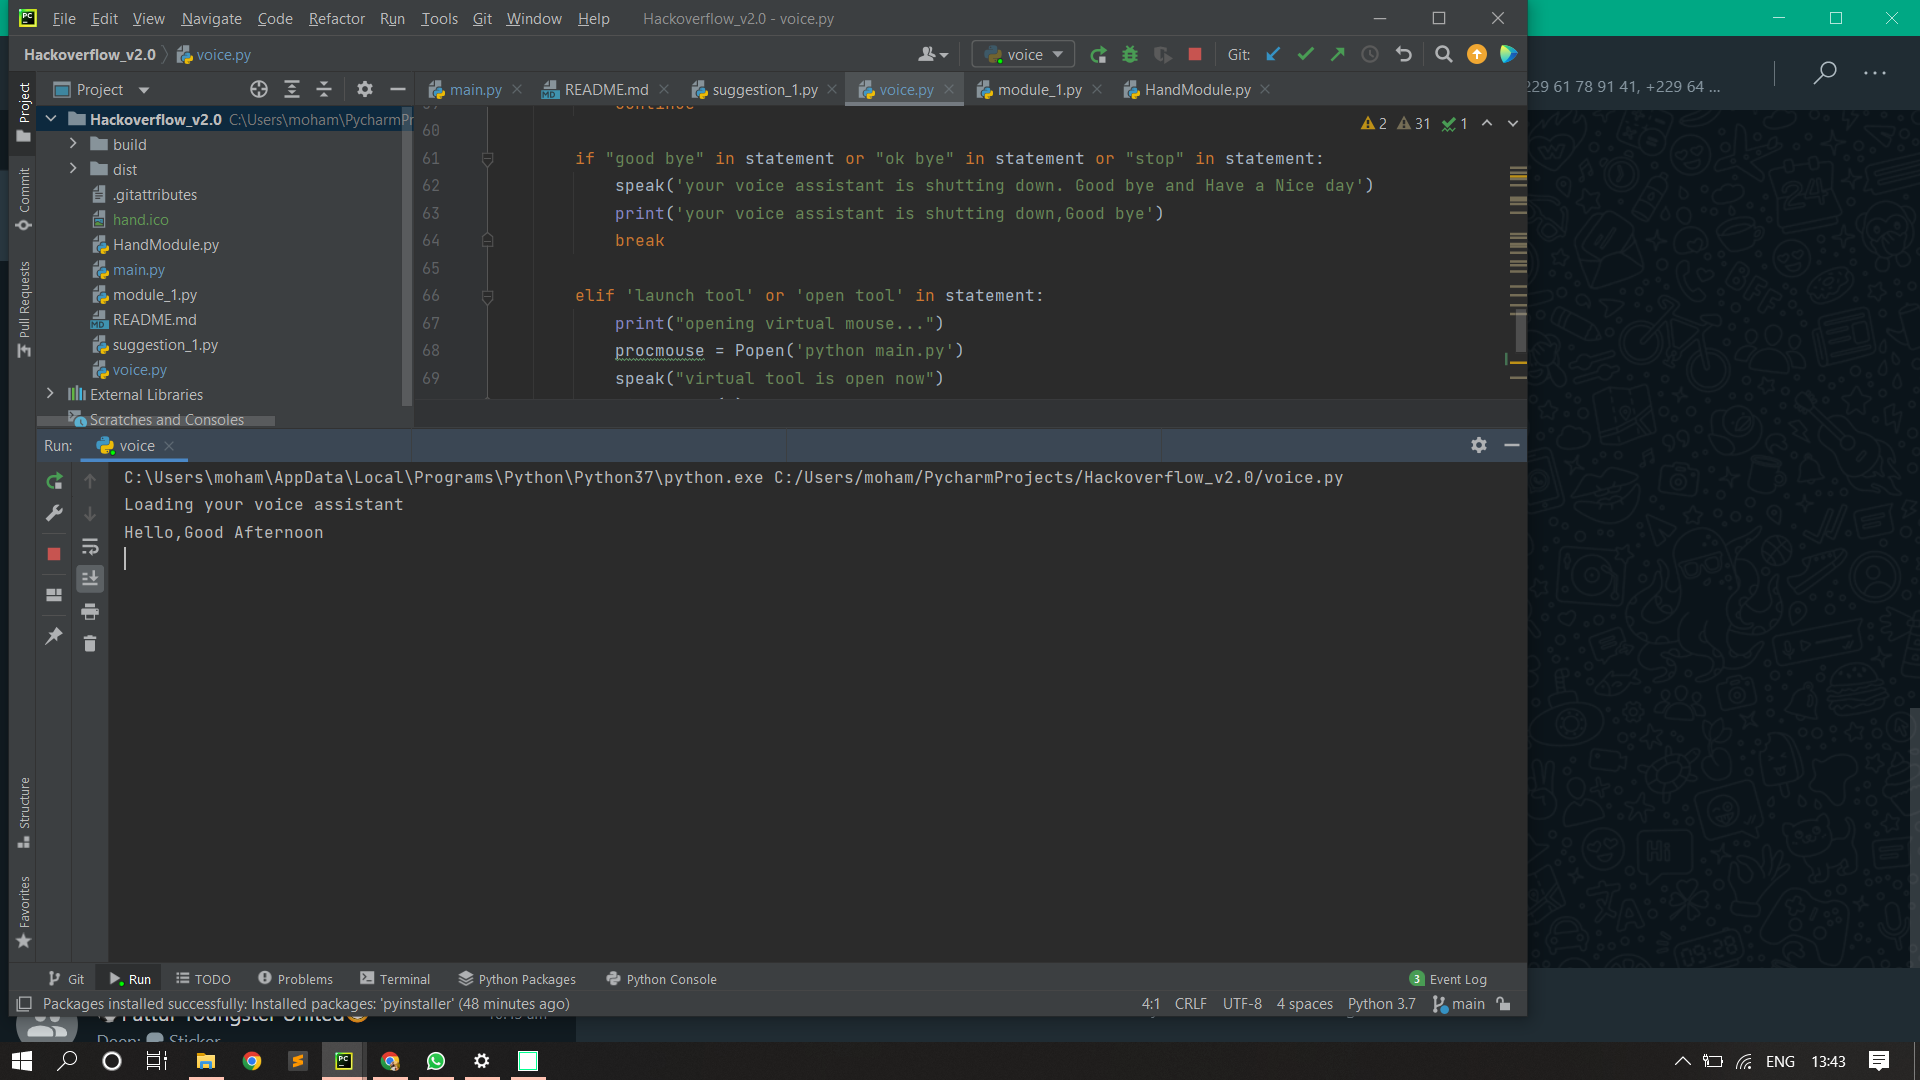 File Edit View Navigate Code Refactor Run Tools Git Window Help Hackoverflow_v2.0 - voice.py
Hackoverflow_v2.0 voice.py voice Git:
229 61 78 91 41, +229 64 ...
Project main.py README.md suggestion_1.py voice.py module_1.py HandModule.py
Project
Commit
Pull Requests
Structure
Favorites
Hackoverflow_v2.0 C:\Users\moham\PycharmPr
build
dist
.gitattributes
hand.ico
HandModule.py
main.py
module_1.py
README.md
suggestion_1.py
voice.py
External Libraries
Scratches and Consoles
2 31 1
59 continue
60
61 if "good bye" in statement or "ok bye" in statement or "stop" in statement:
62 speak('your voice assistant is shutting down. Good bye and Have a Nice day')
63 print('your voice assistant is shutting down,Good bye')
64 break
65
66 elif 'launch tool' or 'open tool' in statement:
67 print("opening virtual mouse...")
68 procmouse = Popen('python main.py')
69 speak("virtual tool is open now")
Run: voice
C:\Users\moham\AppData\Local\Programs\Python\Python37\python.exe C:/Users/moham/PycharmProjects/Hackoverflow_v2.0/voice.py
Loading your voice assistant
Hello,Good Afternoon
Git Run TODO Problems Terminal Python Packages Python Console 3 Event Log
Packages installed successfully: Installed packages: 'pyinstaller' (48 minutes ago) 4:1 CRLF UTF-8 4 spaces Python 3.7 main
Youngster United
Deep: Sticker
ENG 13:43